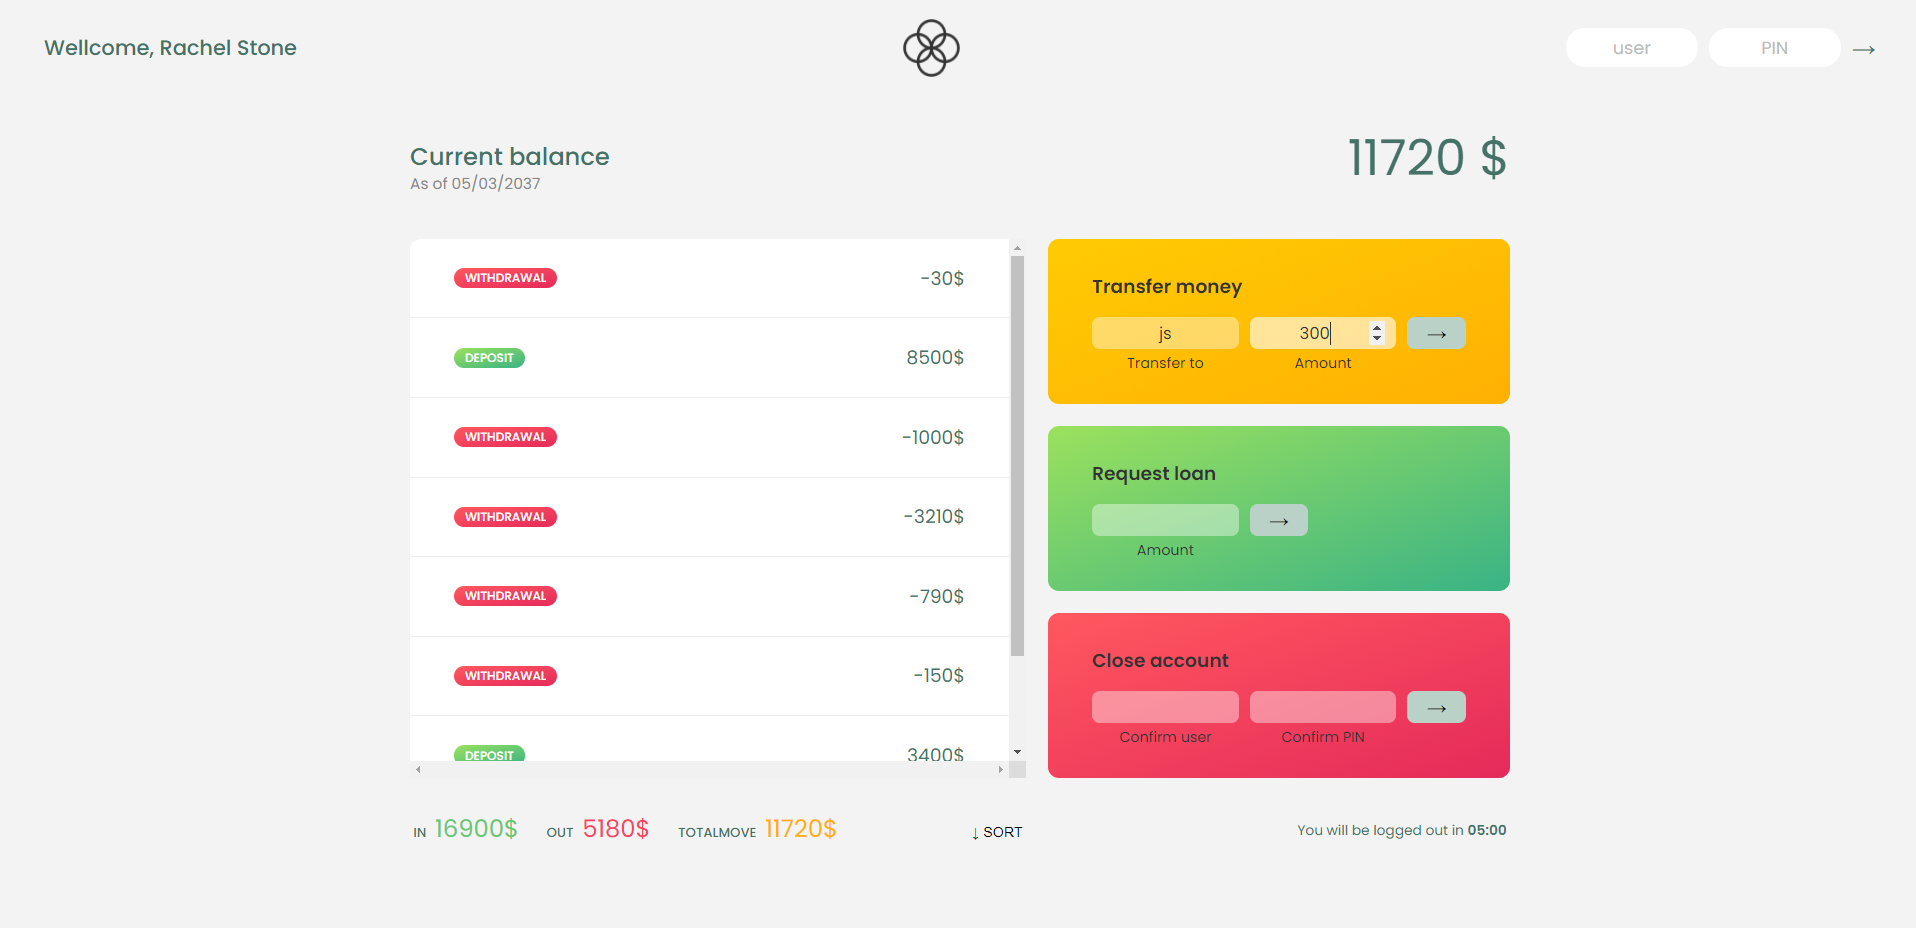 Wellcome, Rachel Stone
user
PIN
→
Current balance
As of 05/03/2037
11720 $
WITHDRAWAL -30$
DEPOSIT 8500$
WITHDRAWAL -1000$
WITHDRAWAL -3210$
WITHDRAWAL -790$
WITHDRAWAL -150$
DEPOSIT 3400$
Transfer money
js 300 →
Transfer to Amount
Request loan
→
Amount
Close account
→
Confirm user Confirm PIN
IN 16900$ OUT 5180$ TOTALMOVE 11720$ ↓ SORT
You will be logged out in 05:00